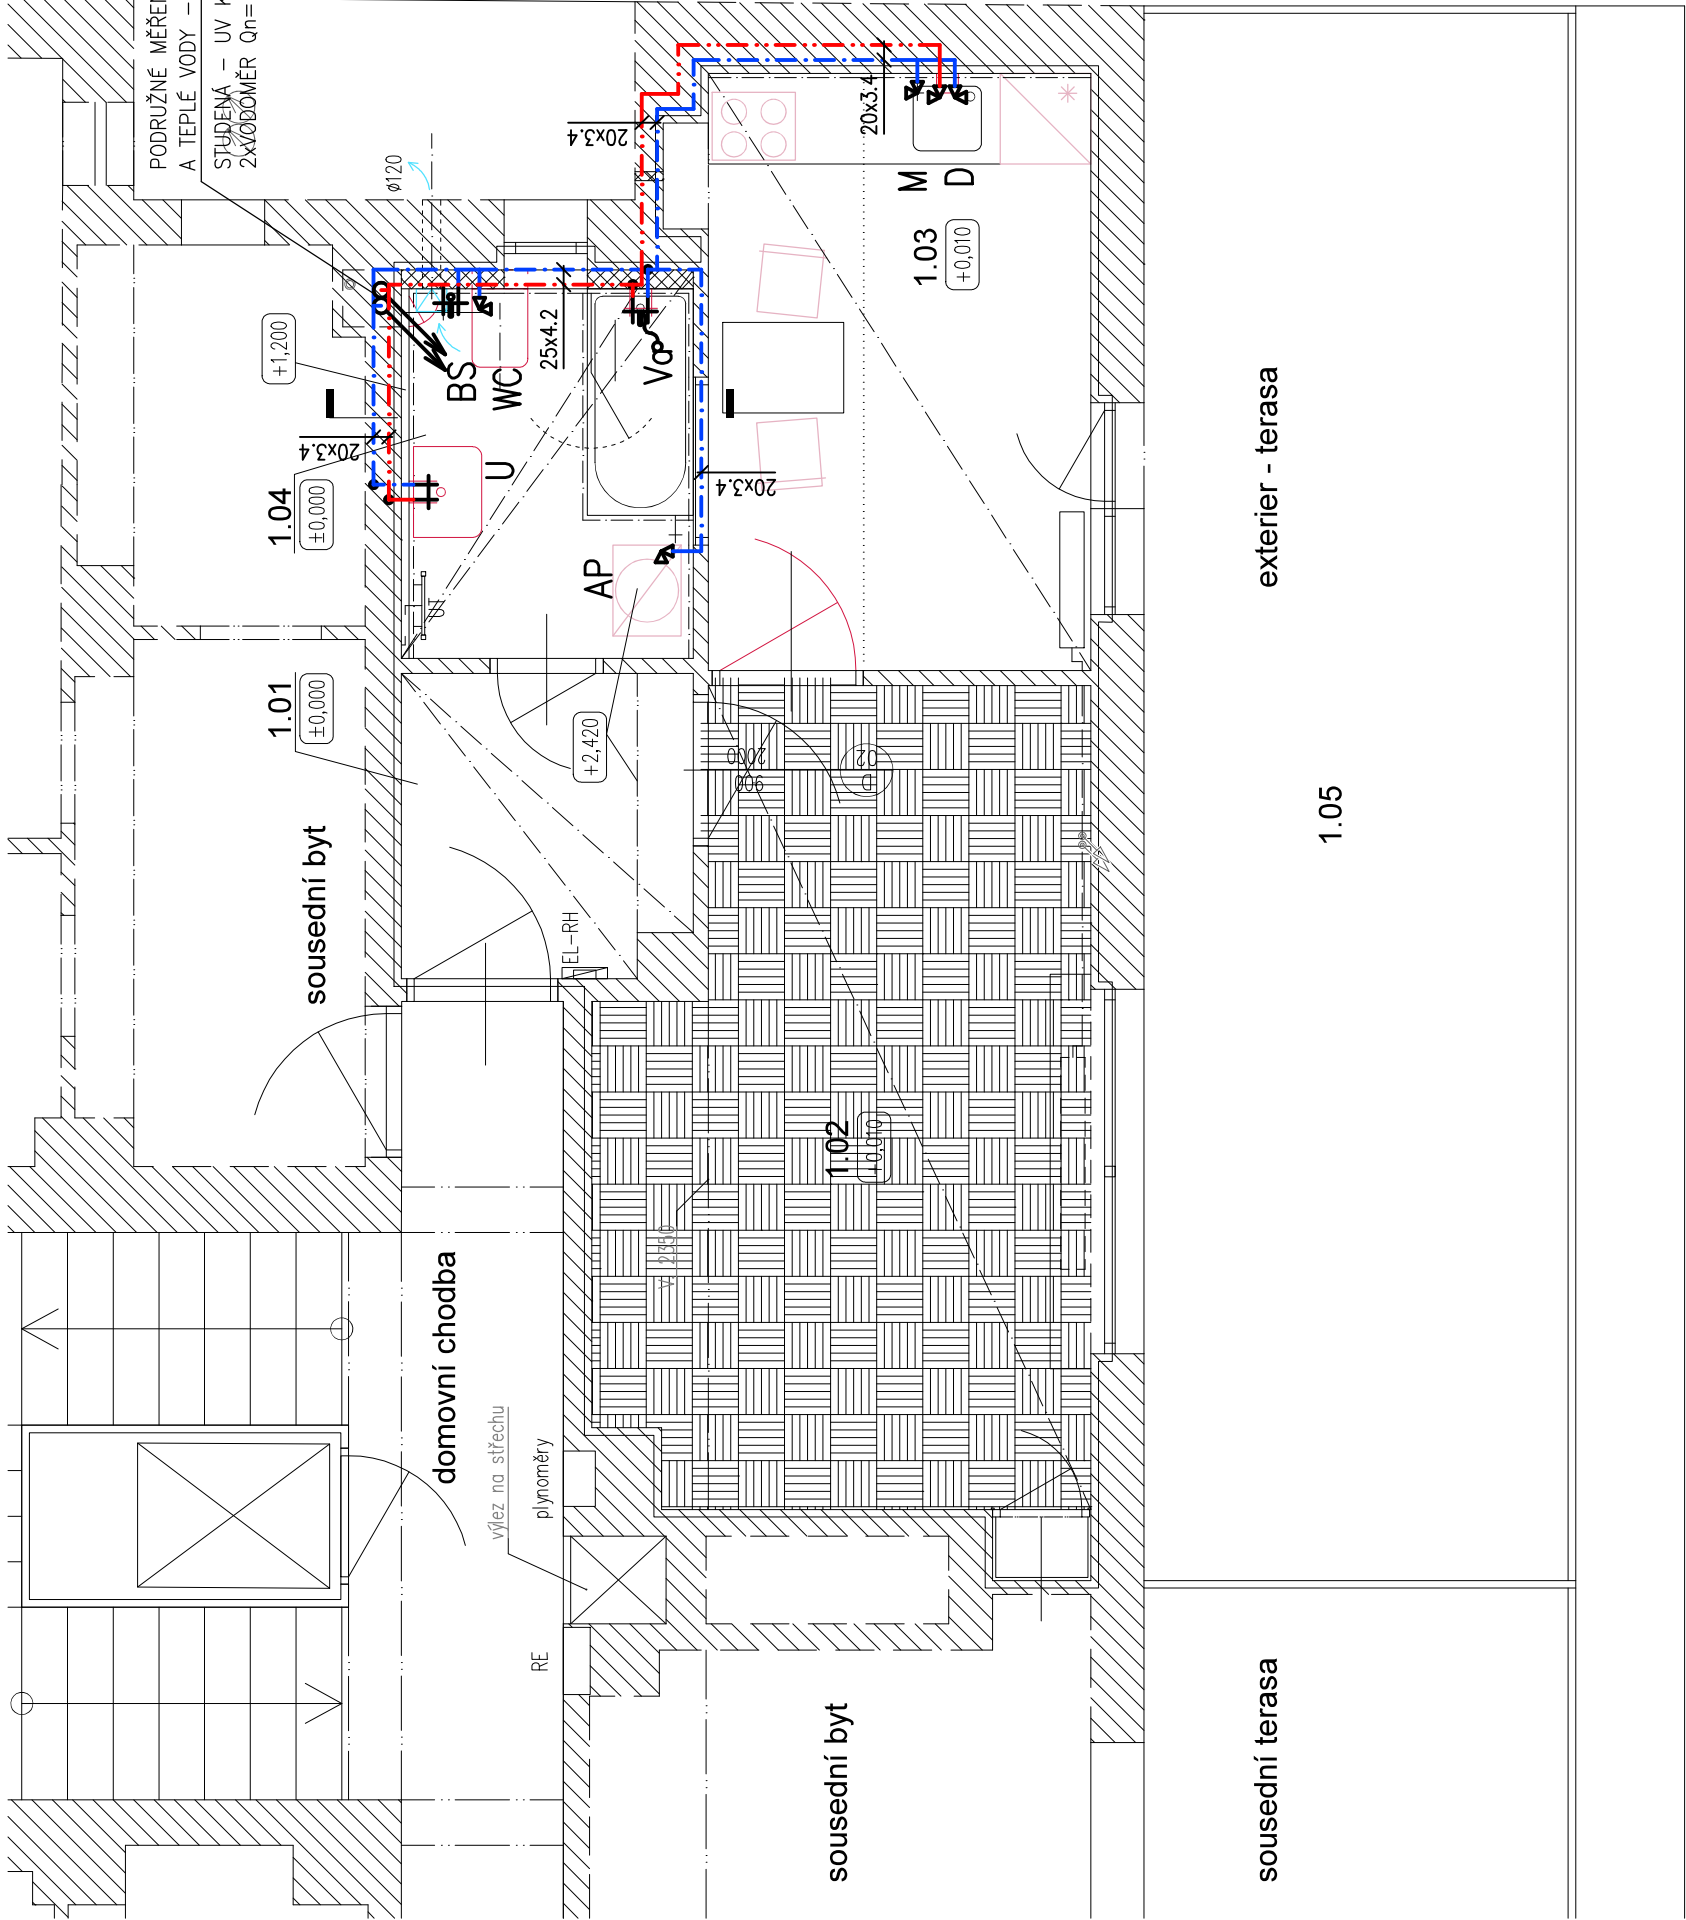 PODRUŽNÉ MĚŘEN
A TEPLÉ VODY –
STUDENÁ – UV K
2xVODOMĚR Qn=
ø120
20x3.4
20x3.4
M
D
1.03
+0,010
+1,200
BS
WC
25x4.2
Va
20x3.4
U
20x3.4
1.04
±0,000
AP
UT
exterier - terasa
1.01
±0,000
+2,420
2000
900
D
02
1.05
sousední byt
EL–RH
1.02
+0,010
V. 2350
domovní chodba
výlez na střechu
plynoměry
RE
sousední byt
sousední terasa